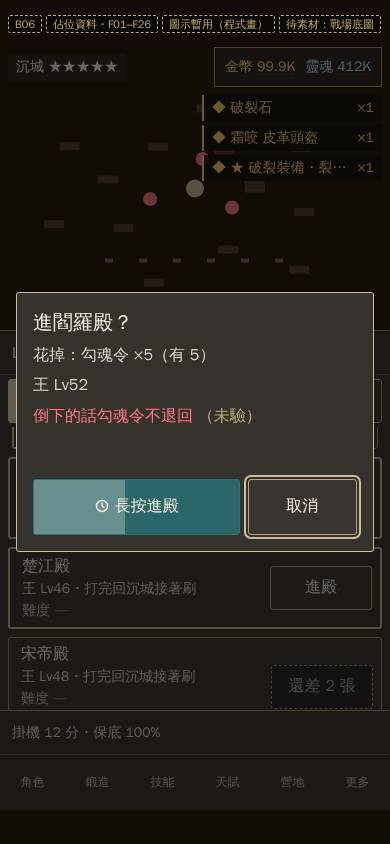 B06 佔位資料・F01–F26 圖示暫用（程式畫） 待素材：戰場底圖
沉城 ★★★★★
金幣 99.9K 靈魂 412K
◆ 破裂石 ×1
◆ 霜咬 皮革頭盔 ×1
◆ ★ 破裂裝備・裂⋯ ×1
進閻羅殿？
花掉：勾魂令 ×5（有 5）
王 Lv52
倒下的話勾魂令不退回 （未驗）
長按進殿 取消
楚江殿
王 Lv46・打完回沉城接著刷
難度 —
進殿
宋帝殿
王 Lv48・打完回沉城接著刷
難度 —
還差 2 張
掛機 12 分・保底 100%
角色 鍛造 技能 天賦 營地 更多